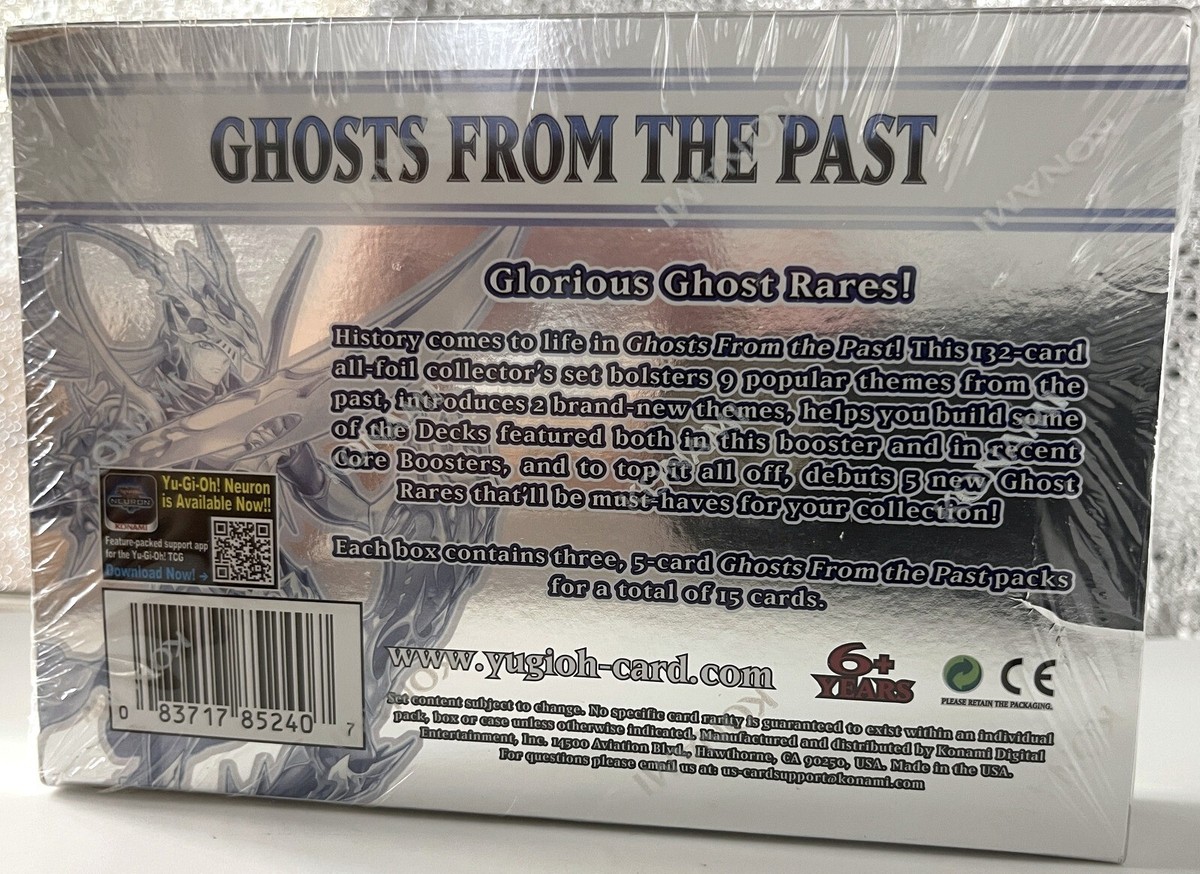 GHOSTS FROM THE PAST
Glorious Ghost Rares!
History comes to life in Ghosts From the Past! This 132-card
all-foil collector's set bolsters 9 popular themes from the
past, introduces 2 brand-new themes, helps you build some
of the Decks featured both in this booster and in recent
Core Boosters, and to top it all off, debuts 5 new Ghost
Rares that'll be must-haves for your collection!
Each box contains three, 5-card Ghosts From the Past packs
for a total of 15 cards.
NEURON
KONAMI
Yu-Gi-Oh! Neuron
is Available Now!!
Feature-packed support app
for the Yu-Gi-Oh! TCG
Download Now! →
0 83717 85240 7
www.yugioh-card.com
6+
YEARS
CE
PLEASE RETAIN THE PACKAGING.
Set content subject to change. No specific card rarity is guaranteed to exist within an individual
pack, box or case unless otherwise indicated. Manufactured and distributed by Konami Digital
Entertainment, Inc. 14500 Aviation Blvd., Hawthorne, CA 90250, USA. Made in the USA.
For questions please email us at: us-cardsupport@konami.com
KONAMI
KONAMI
KONAMI
KONAMI